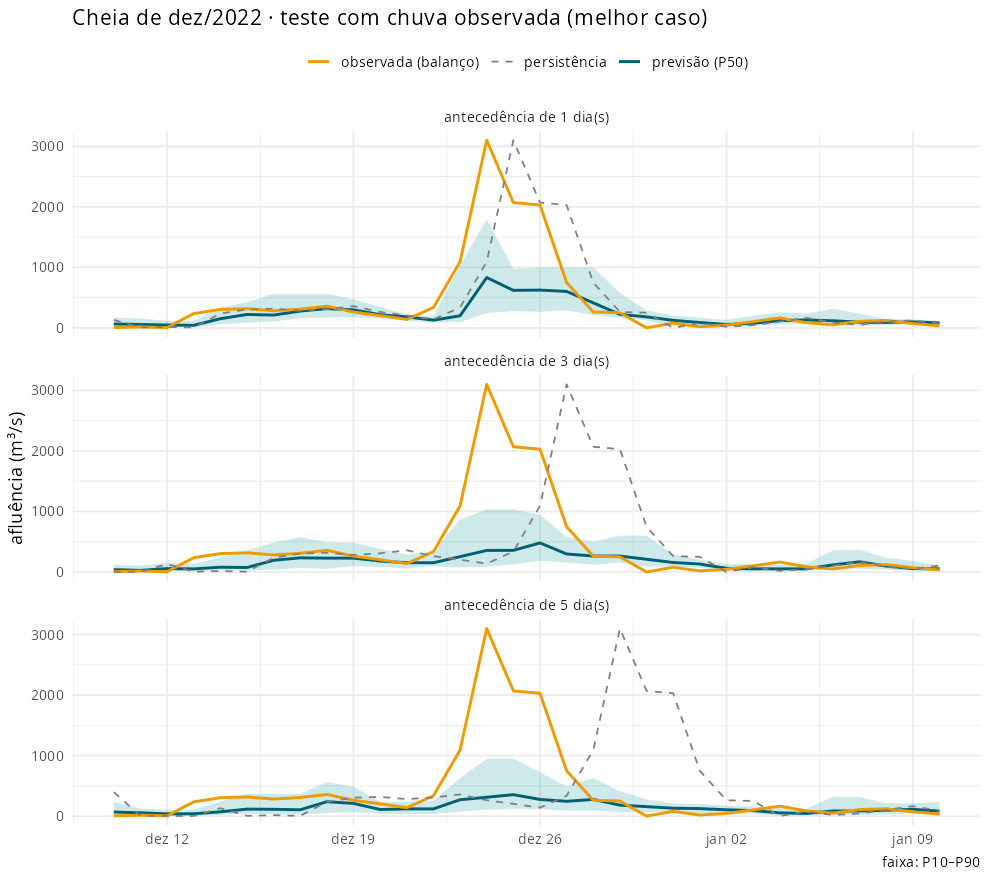 Cheia de dez/2022 · teste com chuva observada (melhor caso)
observada (balanço) persistência previsão (P50)
antecedência de 1 dia(s)
3000
2000
1000
0
antecedência de 3 dia(s)
3000
2000
1000
0
afluência (m³/s)
antecedência de 5 dia(s)
3000
2000
1000
0
dez 12 dez 19 dez 26 jan 02 jan 09
faixa: P10–P90